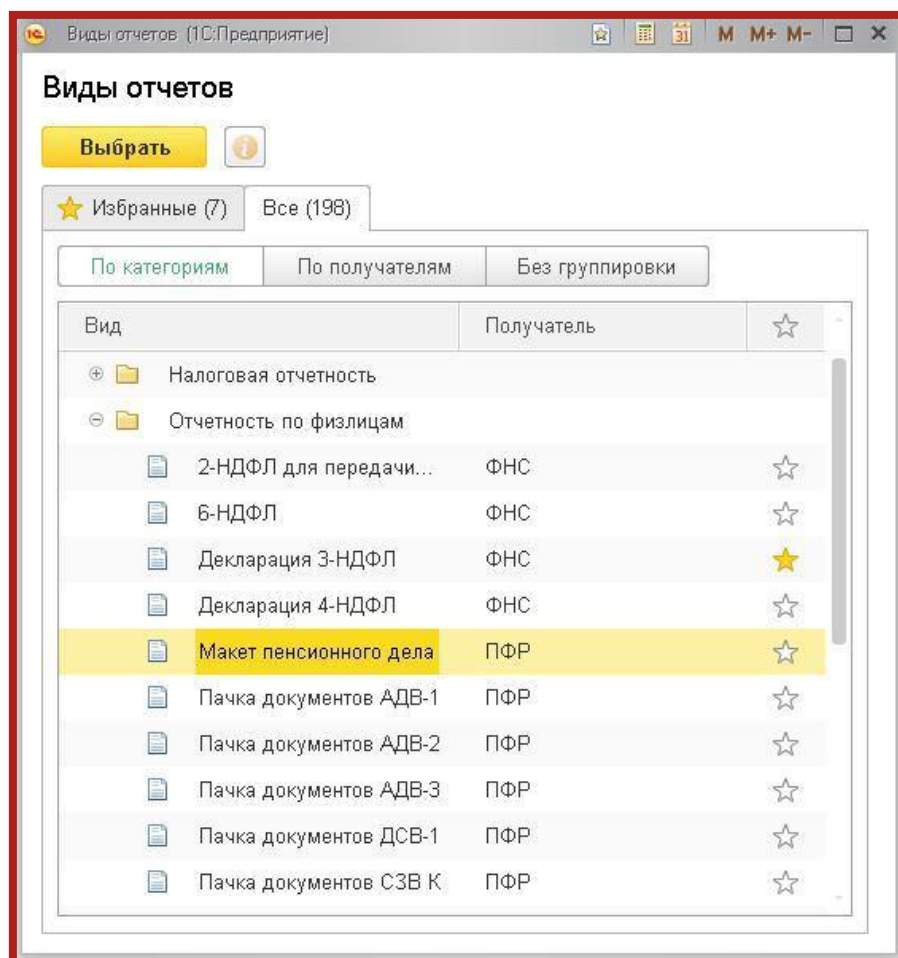 Виды отчетов (1С:Предприятие) 31 M M+ M-
Виды отчетов
Выбрать
Избранные (7) Все (198)
По категориям По получателям Без группировки
Вид Получатель
Налоговая отчетность
Отчетность по физлицам
2-НДФЛ для передачи... ФНС
6-НДФЛ ФНС
Декларация 3-НДФЛ ФНС
Декларация 4-НДФЛ ФНС
Макет пенсионного дела ПФР
Пачка документов АДВ-1 ПФР
Пачка документов АДВ-2 ПФР
Пачка документов АДВ-3 ПФР
Пачка документов ДСВ-1 ПФР
Пачка документов СЗВ К ПФР